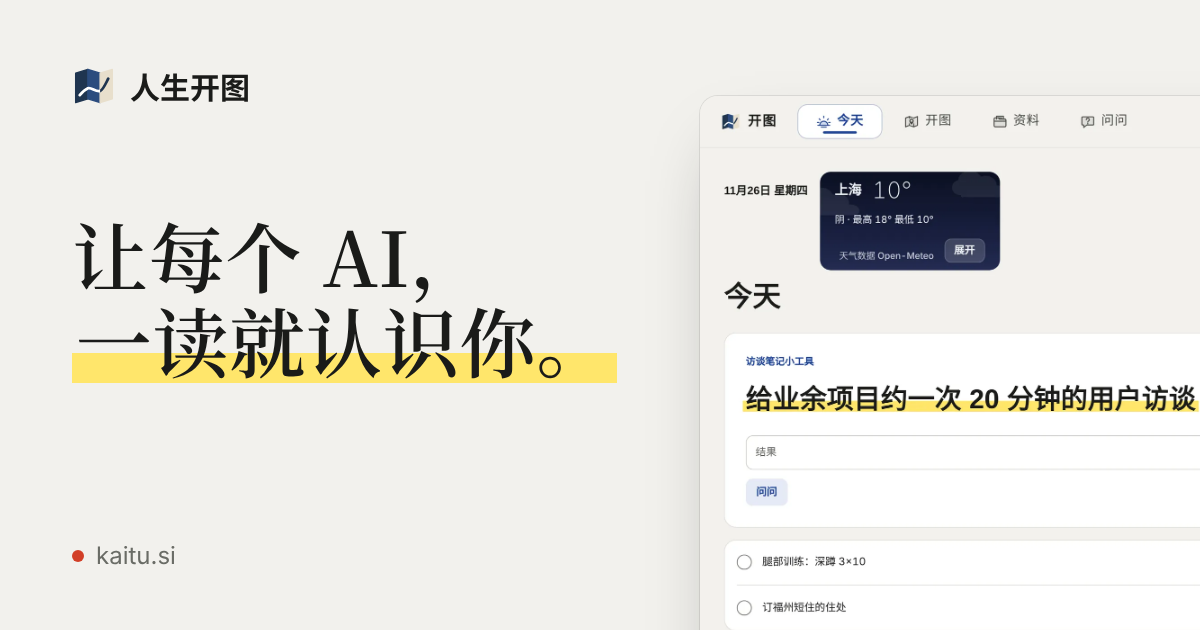 人生开图
让每个 AI,
一读就认识你。
kaitu.si
开图 今天 开图 资料 问问
11月26日 星期四
上海 10°
阴 · 最高 18° 最低 10°
天气数据 Open-Meteo 展开
今天
访谈笔记小工具
给业余项目约一次 20 分钟的用户访谈
结果
问问
腿部训练：深蹲 3×10
订福州短住的住处